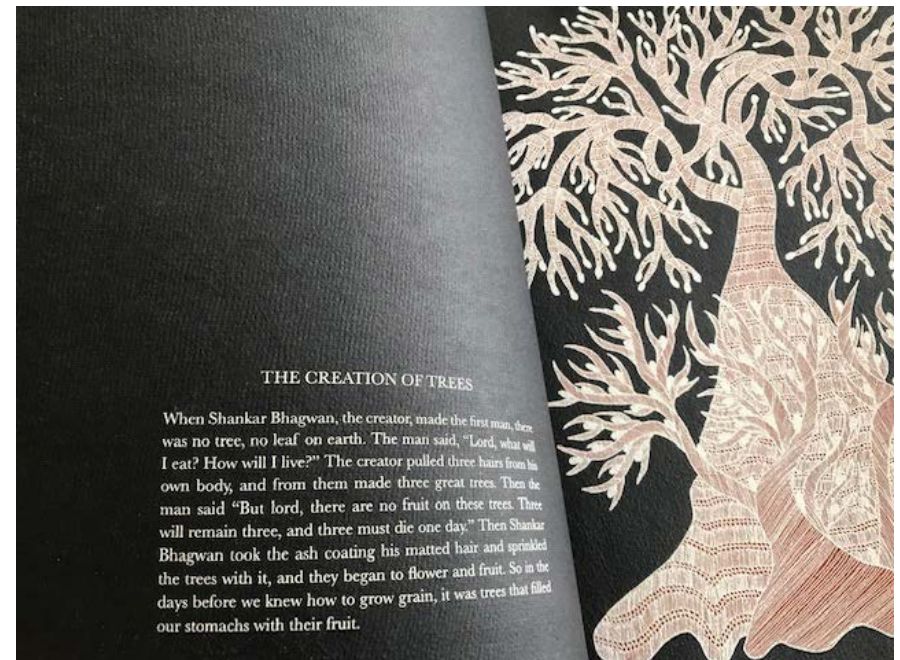 THE CREATION OF TREES
When Shankar Bhagwan, the creator, made the first man, there
was no tree, no leaf on earth. The man said, “Lord, what will
I eat? How will I live?” The creator pulled three hairs from his
own body, and from them made three great trees. Then the
man said “But lord, there are no fruit on these trees. Three
will remain three, and three must die one day.” Then Shankar
Bhagwan took the ash coating his matted hair and sprinkled
the trees with it, and they began to flower and fruit. So in the
days before we knew how to grow grain, it was trees that filled
our stomachs with their fruit.